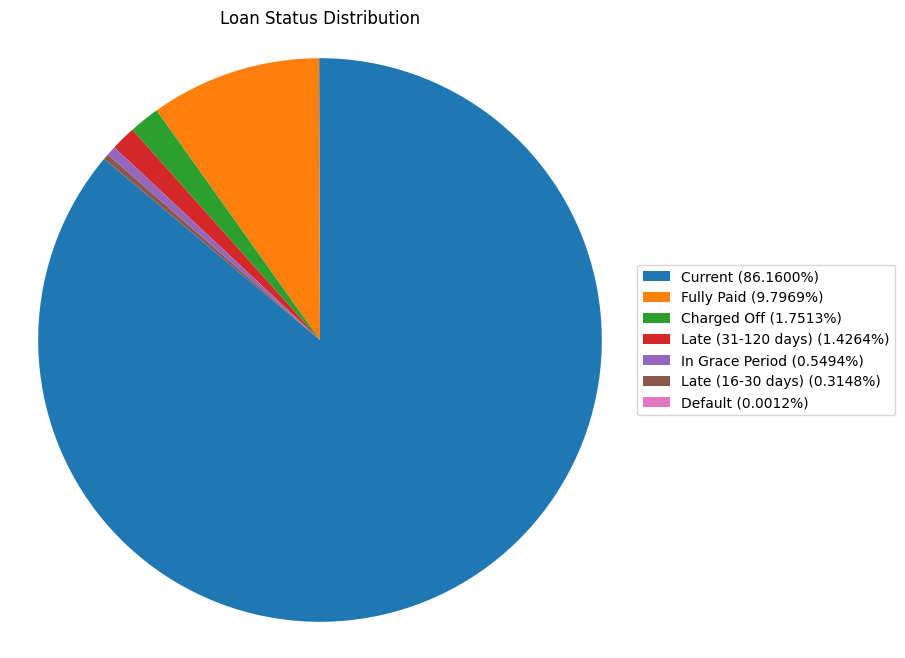 Loan Status Distribution
Current (86.1600%)
Fully Paid (9.7969%)
Charged Off (1.7513%)
Late (31-120 days) (1.4264%)
In Grace Period (0.5494%)
Late (16-30 days) (0.3148%)
Default (0.0012%)